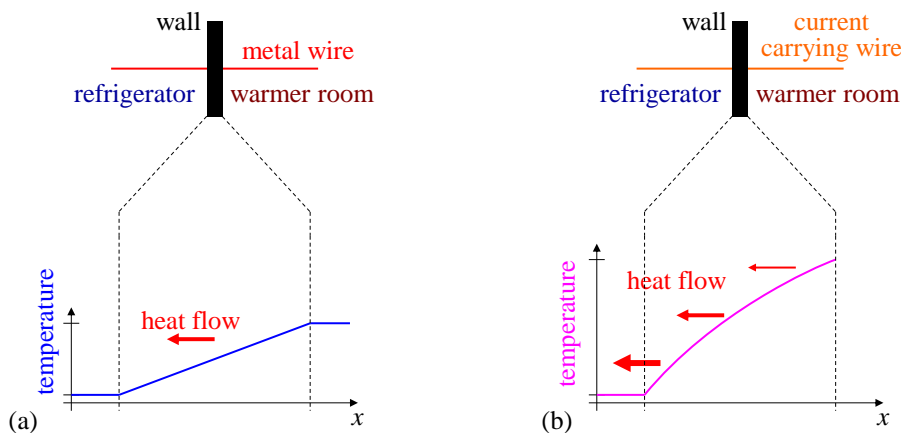 wall
metal wire
refrigerator
warmer room
temperature
heat flow
x
(a)
wall
current
carrying wire
refrigerator
warmer room
temperature
heat flow
x
(b)